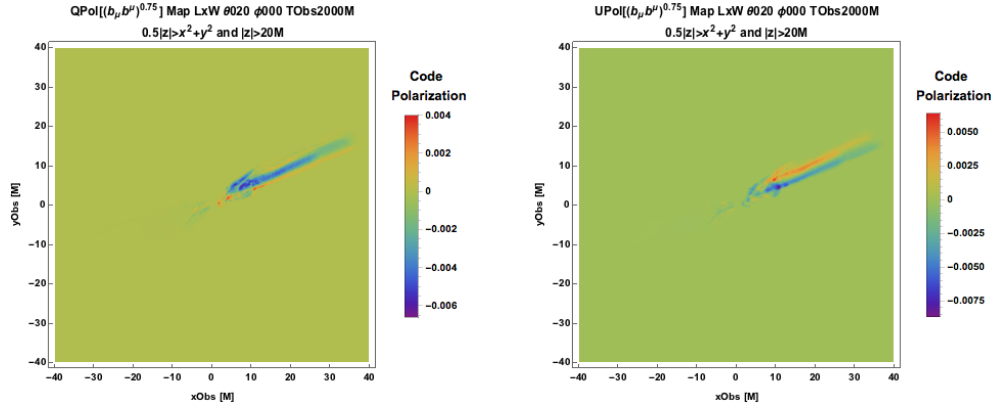 QPol[(bμb^μ)^0.75] Map LxW θ020 ϕ000 TObs2000M
0.5|z|>x²+y² and |z|>20M
40
30
20
10
0
−10
−20
−30
−40
yObs [M]
−40 −30 −20 −10 0 10 20 30 40
xObs [M]
Code
Polarization
0.004
0.002
0
−0.002
−0.004
−0.006
UPol[(bμb^μ)^0.75] Map LxW θ020 ϕ000 TObs2000M
0.5|z|>x²+y² and |z|>20M
40
30
20
10
0
−10
−20
−30
−40
yObs [M]
−40 −30 −20 −10 0 10 20 30 40
xObs [M]
Code
Polarization
0.0050
0.0025
0
−0.0025
−0.0050
−0.0075